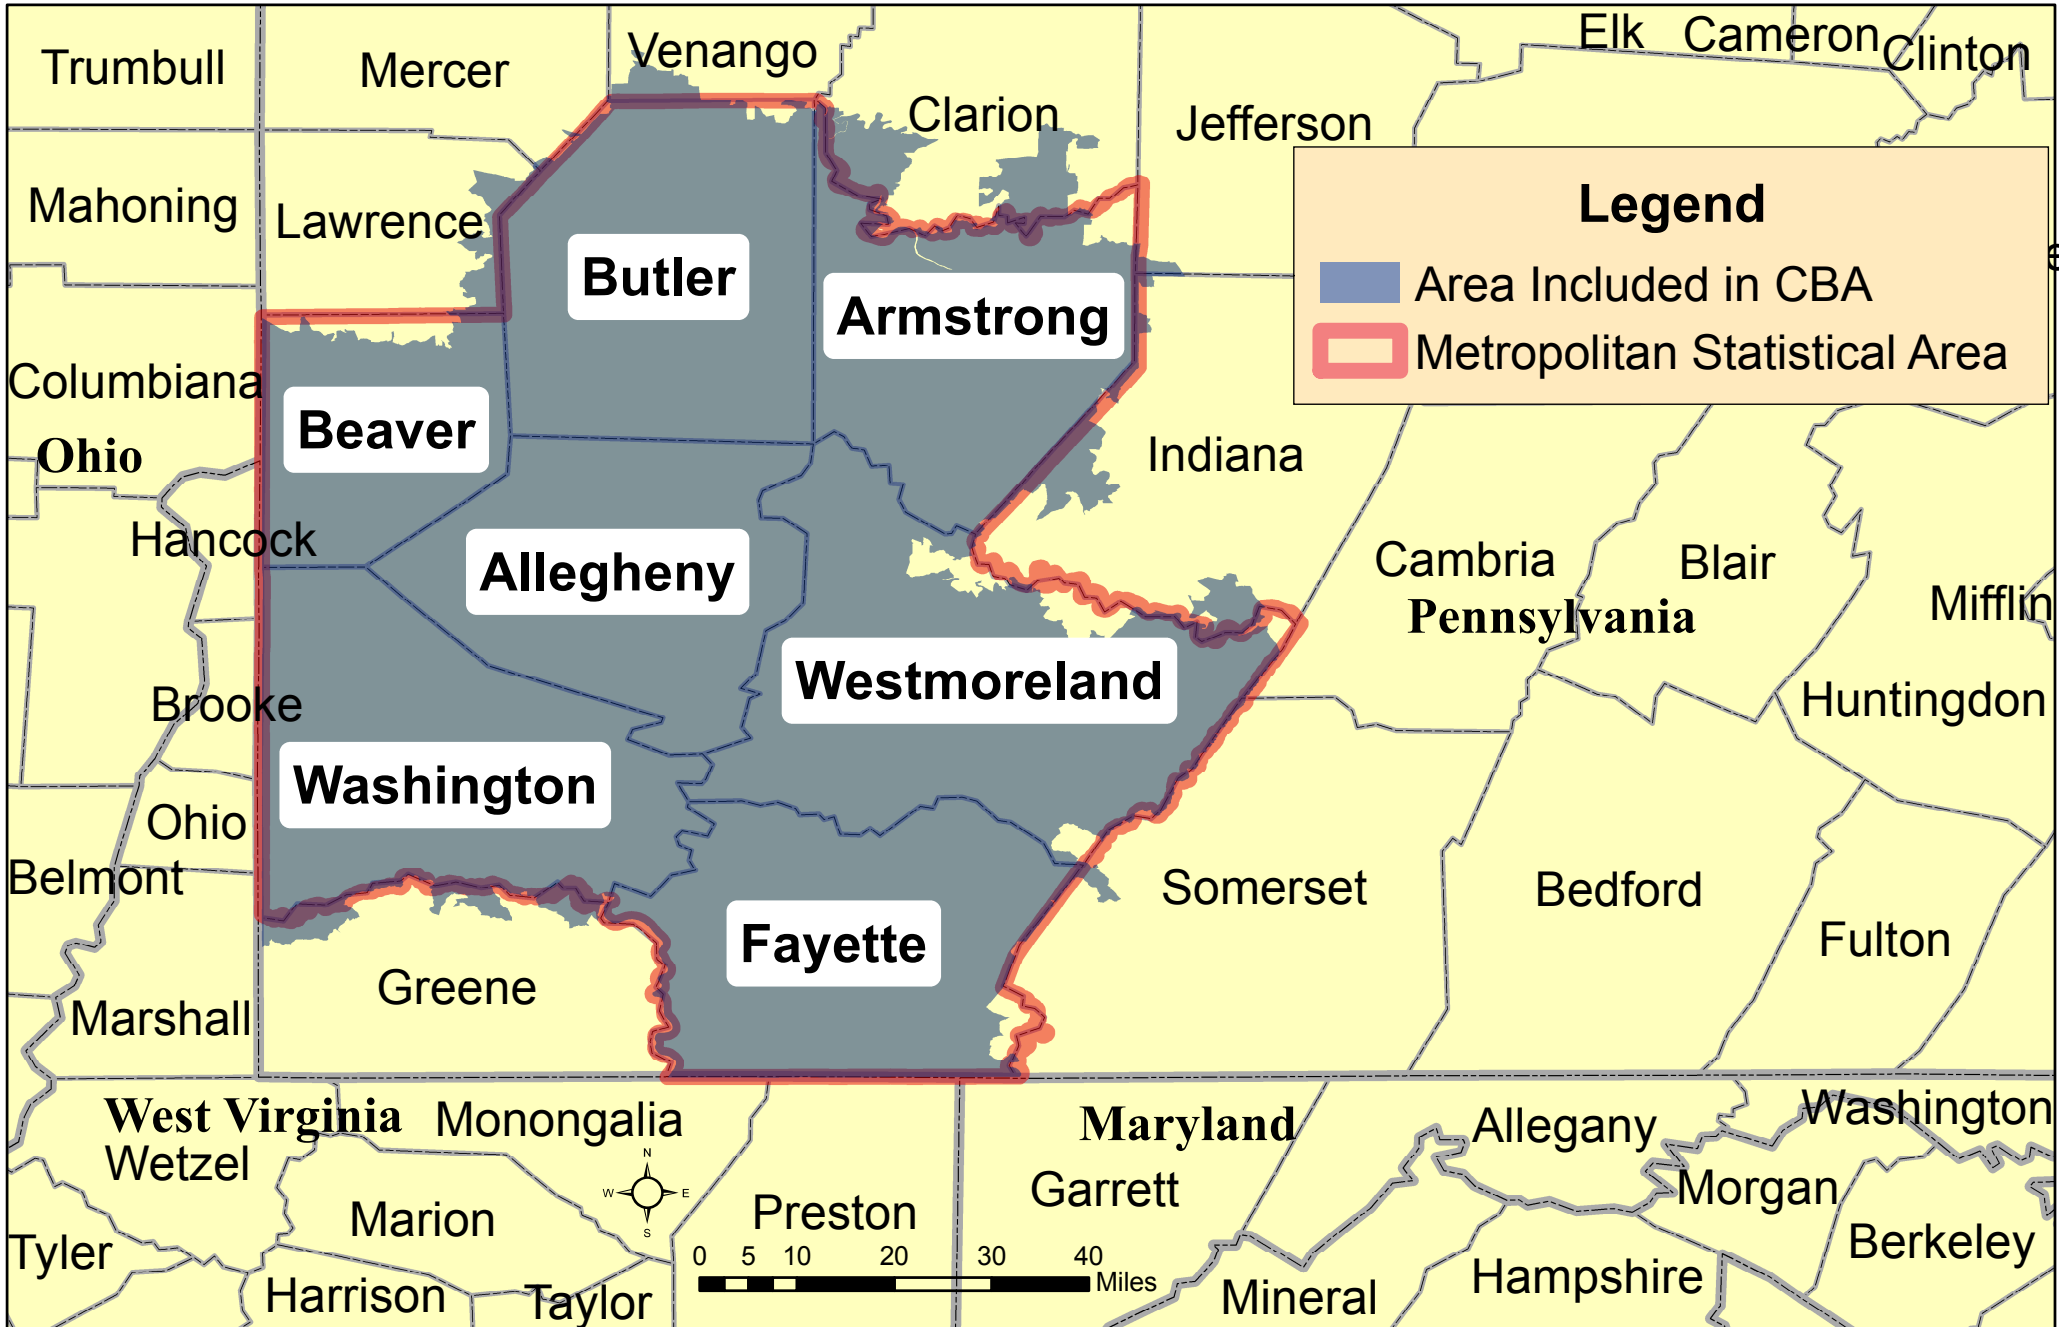 Elk
Cameron
Clinton
Venango
Trumbull
Mercer
Clarion
Jefferson
Mahoning
Lawrence
Legend
Area Included in CBA
Metropolitan Statistical Area
Butler
Armstrong
Columbiana
Beaver
Ohio
Indiana
Hancock
Allegheny
Cambria
Blair
Pennsylvania
Mifflin
Westmoreland
Brooke
Huntingdon
Washington
Ohio
Belmont
Somerset
Bedford
Fayette
Fulton
Greene
Marshall
West Virginia
Monongalia
Maryland
Allegany
Washington
Wetzel
N
W
E
S
Garrett
Morgan
Preston
Marion
Tyler
Berkeley
0 5 10 20 30 40
Miles
Harrison
Taylor
Mineral
Hampshire